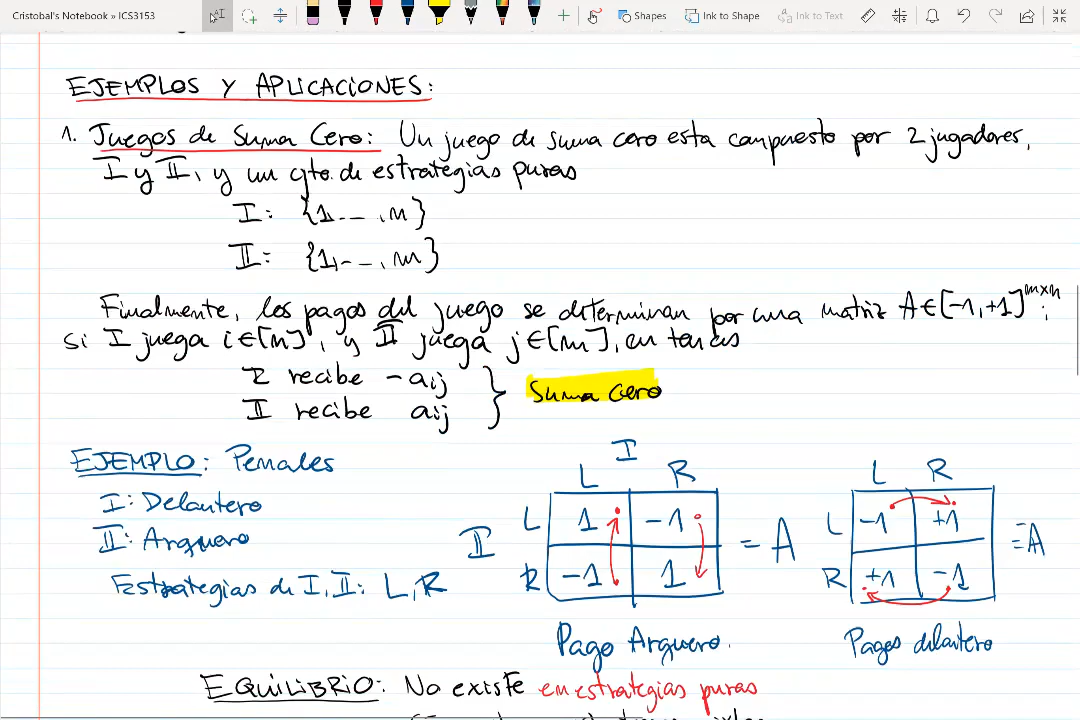 Cristobal's Notebook » ICS3153
Shapes
Ink to Shape
Ink to Text
EJEMPLOS Y APLICACIONES:
1. Juegos de Suma Cero: Un juego de suma cero esta compuesto por 2 jugadores,
I y II, y un cjto. de estrategias puras
I: {1, --, n}
II: {1, --, m}
Finalmente, los pagos del juego se determinan por una matriz A∈[-1,+1]^{m×n};
si I juega i∈[n], y II juega j∈[m], entonces
I recibe -aij
II recibe aij
Suma cero
EJEMPLO: Penales
I: Delantero
II: Arquero
Estrategias de I, II: L, R
I
L R
II
L 1 -1
R -1 1
= A
Pago Arquero.
L R
L -1 +1
R +1 -1
= -A
Pagos delantero
EQUILIBRIO: No existe en estrategias puras